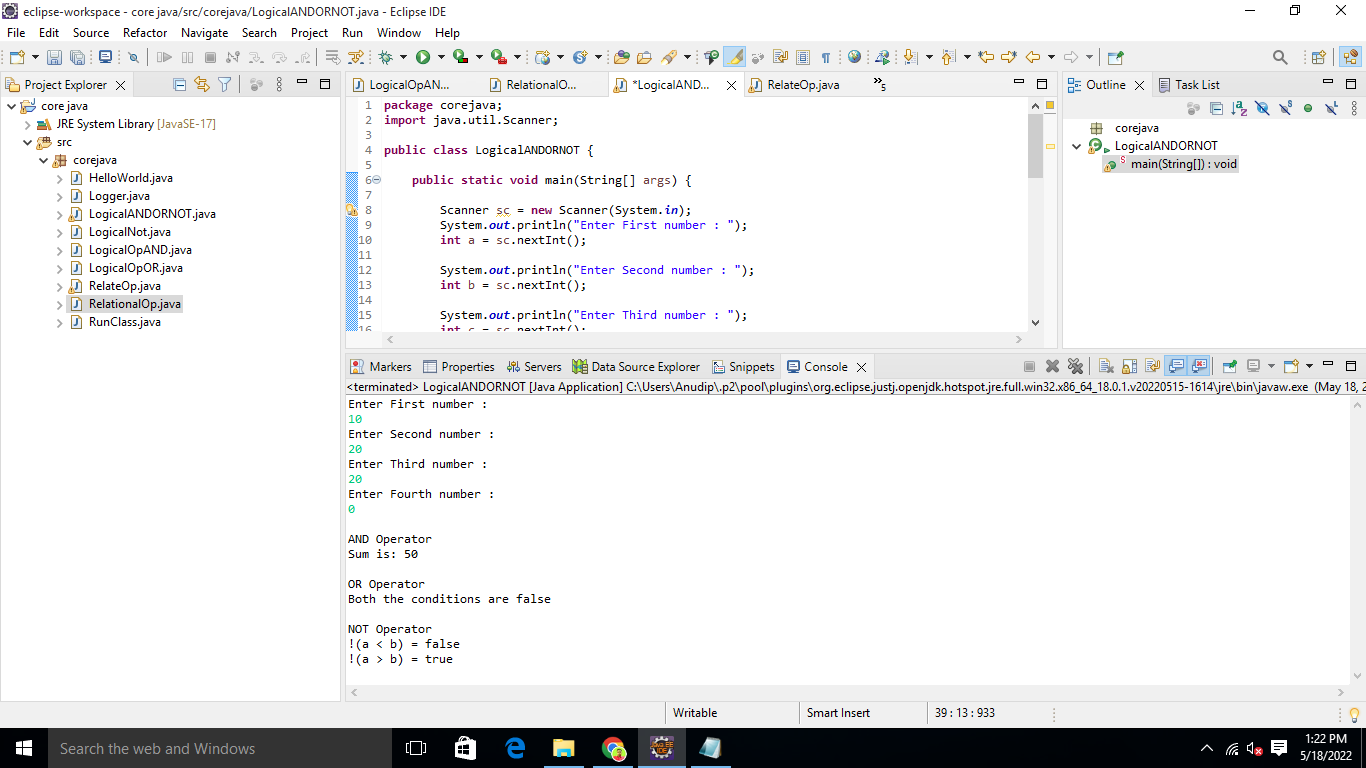 eclipse-workspace - core java/src/corejava/LogicalANDORNOT.java - Eclipse IDE
File Edit Source Refactor Navigate Search Project Run Window Help
Project Explorer
core java
JRE System Library [JavaSE-17]
src
corejava
HelloWorld.java
Logger.java
LogicalANDORNOT.java
LogicalNot.java
LogicalOpAND.java
LogicalOpOR.java
RelateOp.java
RelationalOp.java
RunClass.java
LogicalOpAN... RelationalO... *LogicalAND... RelateOp.java »5
1 package corejava;
2 import java.util.Scanner;
3
4 public class LogicalANDORNOT {
5
6 public static void main(String[] args) {
7
8 Scanner sc = new Scanner(System.in);
9 System.out.println("Enter First number : ");
10 int a = sc.nextInt();
11
12 System.out.println("Enter Second number : ");
13 int b = sc.nextInt();
14
15 System.out.println("Enter Third number : ");
16 int c = sc.nextInt();
Outline Task List
corejava
LogicalANDORNOT
main(String[]) : void
Markers Properties Servers Data Source Explorer Snippets Console
<terminated> LogicalANDORNOT [Java Application] C:\Users\Anudip\.p2\pool\plugins\org.eclipse.justj.openjdk.hotspot.jre.full.win32.x86_64_18.0.1.v20220515-1614\jre\bin\javaw.exe (May 18, 2
Enter First number :
10
Enter Second number :
20
Enter Third number :
20
Enter Fourth number :
0
AND Operator
Sum is: 50
OR Operator
Both the conditions are false
NOT Operator
!(a < b) = false
!(a > b) = true
Writable Smart Insert 39 : 13 : 933
Search the web and Windows
1:22 PM
5/18/2022